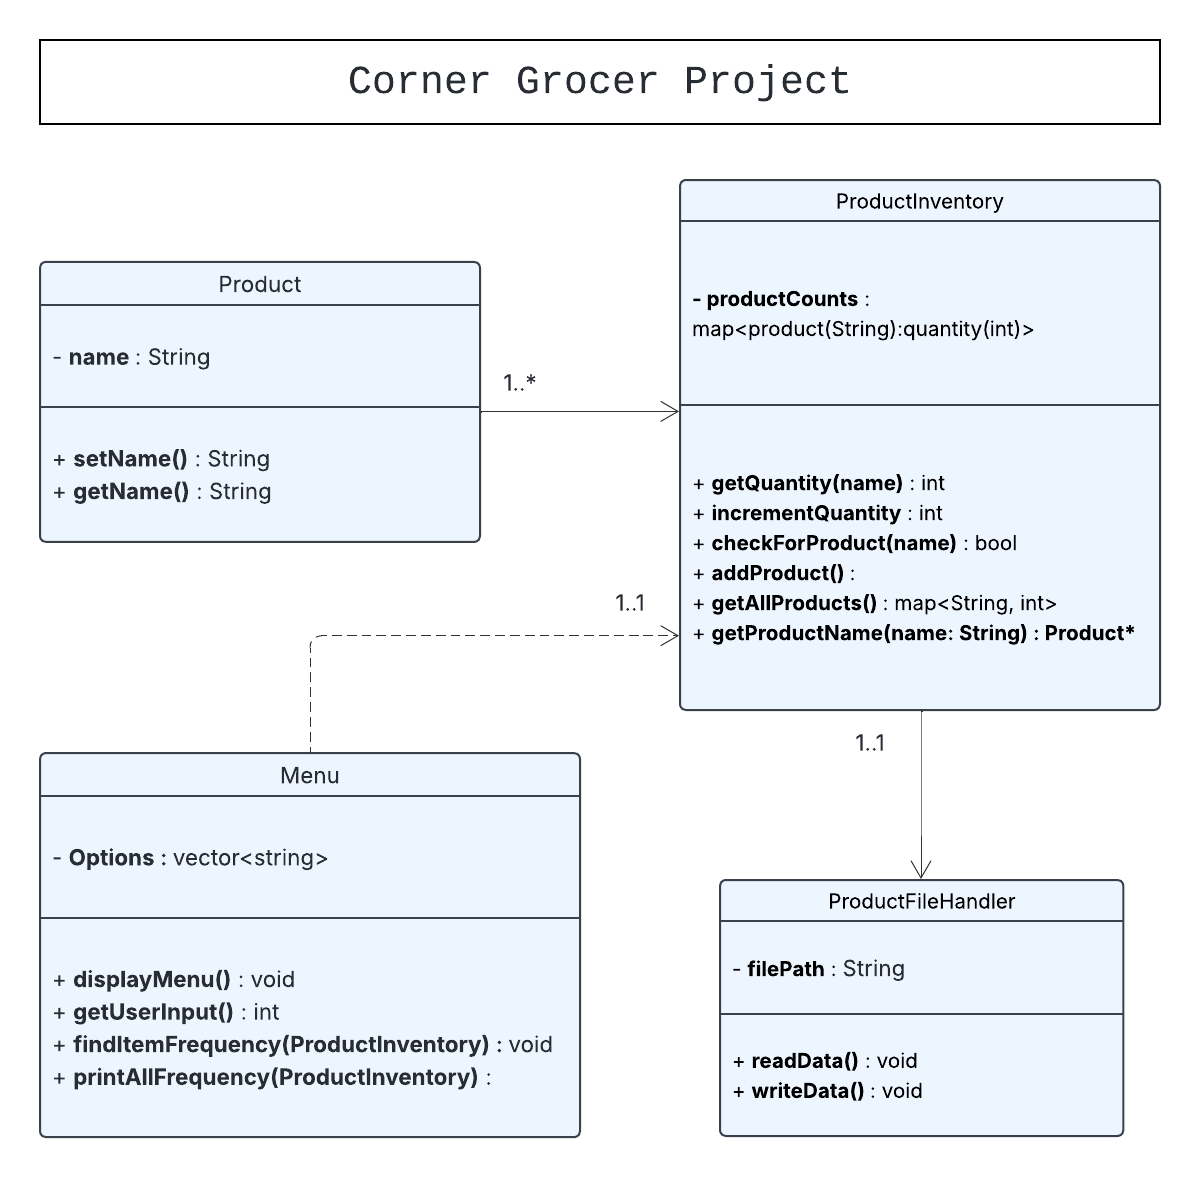 Corner Grocer Project
Product
- name : String
+ setName() : String
+ getName() : String
1..*
ProductInventory
- productCounts :
map<product(String):quantity(int)>
+ getQuantity(name) : int
+ incrementQuantity : int
+ checkForProduct(name) : bool
+ addProduct() :
+ getAllProducts() : map<String, int>
+ getProductName(name: String) : Product*
1..1
1..1
Menu
- Options : vector<string>
+ displayMenu() : void
+ getUserInput() : int
+ findItemFrequency(ProductInventory) : void
+ printAllFrequency(ProductInventory) :
ProductFileHandler
- filePath : String
+ readData() : void
+ writeData() : void